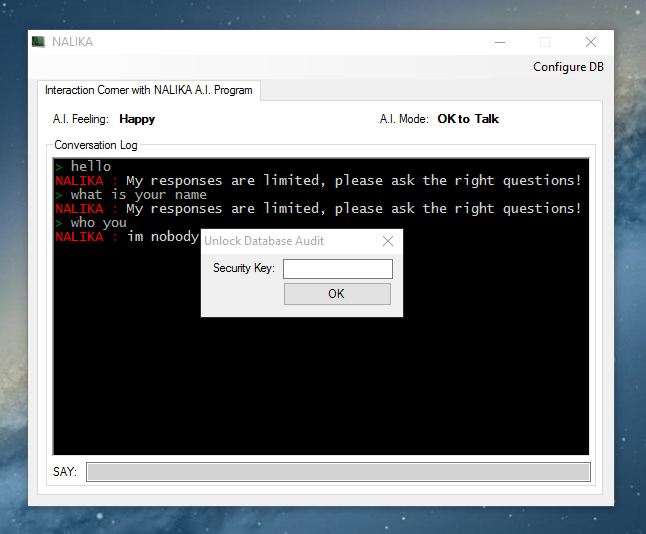 NALIKA
Configure DB
Interaction Corner with NALIKA A.I. Program
A.I. Feeling: Happy
A.I. Mode: OK to Talk
Conversation Log
> hello
NALIKA : My responses are limited, please ask the right questions!
> what is your name
NALIKA : My responses are limited, please ask the right questions!
> who you
NALIKA : im nobody
Unlock Database Audit
Security Key:
OK
SAY: